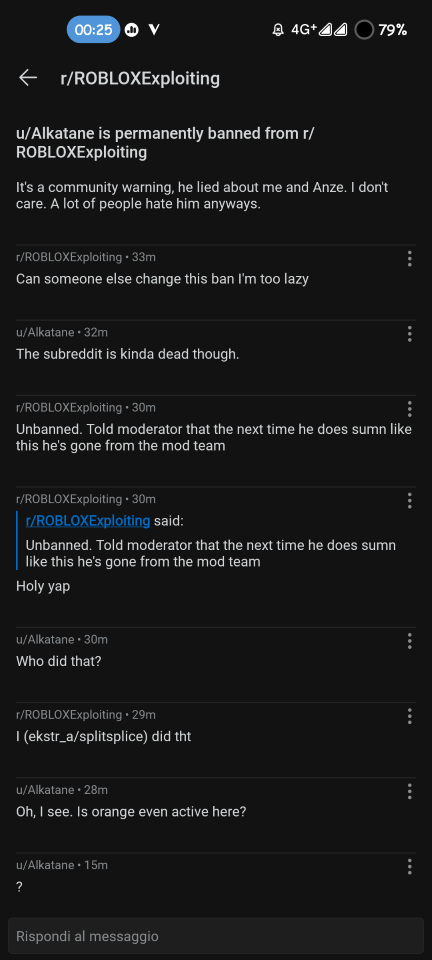 00:25
4G+
79%
r/ROBLOXExploiting
u/Alkatane is permanently banned from r/
ROBLOXExploiting
It's a community warning, he lied about me and Anze. I don't
care. A lot of people hate him anyways.
r/ROBLOXExploiting • 33m
Can someone else change this ban I'm too lazy
u/Alkatane • 32m
The subreddit is kinda dead though.
r/ROBLOXExploiting • 30m
Unbanned. Told moderator that the next time he does sumn like
this he's gone from the mod team
r/ROBLOXExploiting • 30m
r/ROBLOXExploiting said:
Unbanned. Told moderator that the next time he does sumn
like this he's gone from the mod team
Holy yap
u/Alkatane • 30m
Who did that?
r/ROBLOXExploiting • 29m
I (ekstr_a/splitsplice) did tht
u/Alkatane • 28m
Oh, I see. Is orange even active here?
u/Alkatane • 15m
?
Rispondi al messaggio